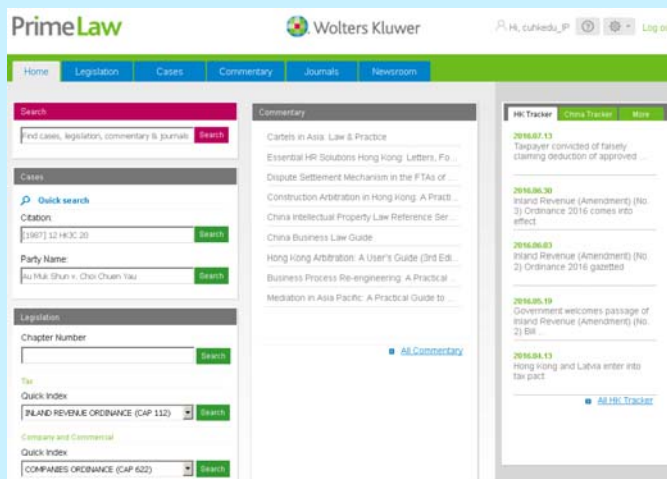 PrimeLaw
Wolters Kluwer
Hi, cuhkedu_IP
Log o
Home
Legislation
Cases
Commentary
Journals
Newsroom
Search
Find cases, legislation, commentary & journals
Search
Cases
Quick search
Citation:
[1987] 12 HKJC 20
Search
Party Name:
Au Muk Shun v. Choi Chuen Yau
Search
Legislation
Chapter Number
Search
Tax
Quick Index
INLAND REVENUE ORDINANCE (CAP 112)
Search
Company and Commercial
Quick Index
COMPANIES ORDINANCE (CAP 622)
Search
Commentary
Cartels in Asia: Law & Practice
Essential HR Solutions Hong Kong: Letters, Fo ...
Dispute Settlement Mechanism in the FTAs of ...
Construction Arbitration in Hong Kong: A Practi ...
China Intellectual Property Law Reference Ser ...
China Business Law Guide
Hong Kong Arbitration: A User's Guide (3rd Edi ...
Business Process Re-engineering: A Practical ...
Mediation in Asia Pacific: A Practical Guide to ...
All Commentary
HK Tracker
China Tracker
More
2016.07.13
Taxpayer convicted of falsely
claiming deduction of approved ...
2016.06.30
Inland Revenue (Amendment) (No.
3) Ordinance 2016 comes into
effect
2016.06.03
Inland Revenue (Amendment) (No.
2) Ordinance 2016 gazetted
2016.05.19
Government welcomes passage of
Inland Revenue (Amendment) (No.
2) Bill ...
2016.04.13
Hong Kong and Latvia enter into
tax pact
All HK Tracker